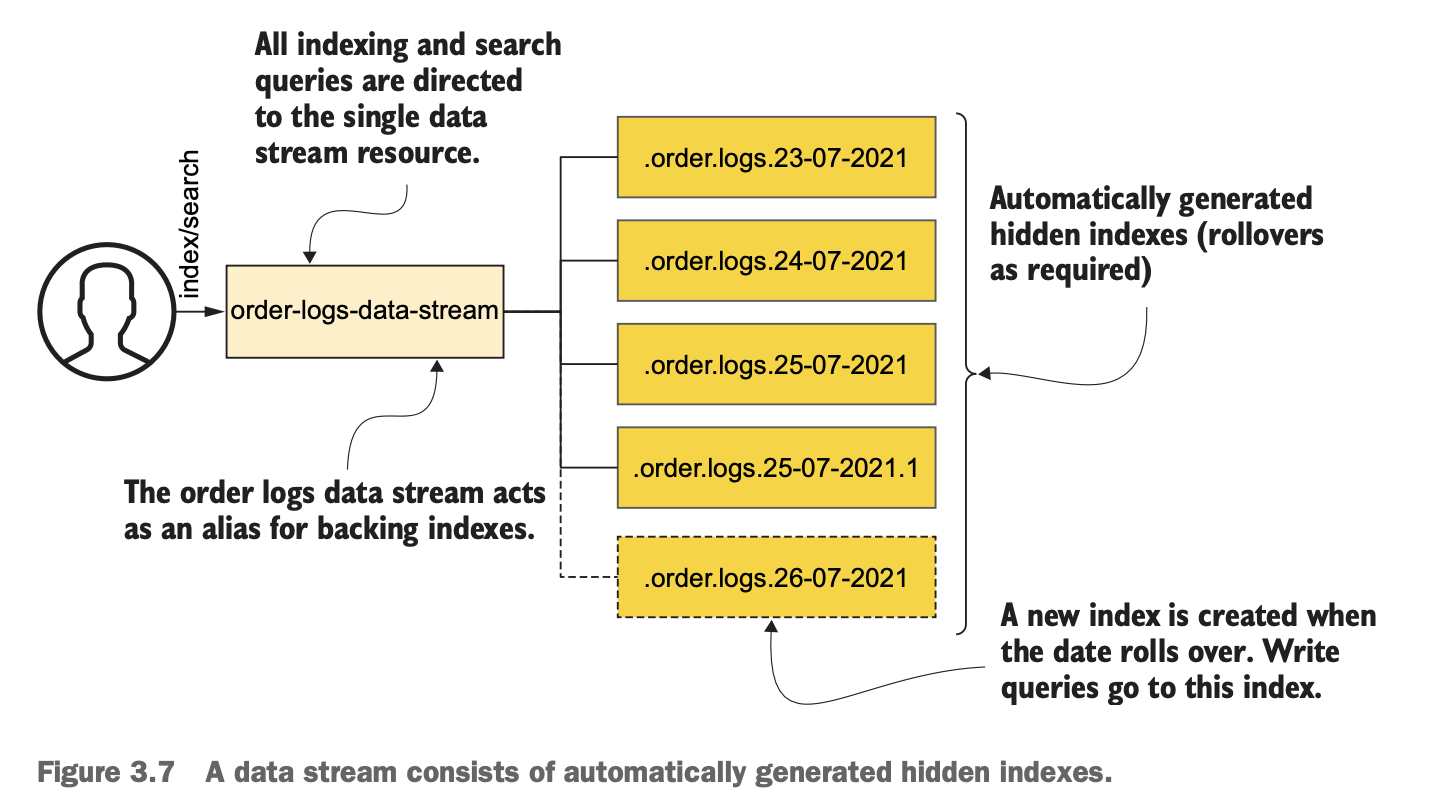 All indexing and search
queries are directed
to the single data
stream resource.
index/search
order-logs-data-stream
The order logs data stream acts
as an alias for backing indexes.
.order.logs.23-07-2021
.order.logs.24-07-2021
.order.logs.25-07-2021
.order.logs.25-07-2021.1
.order.logs.26-07-2021
Automatically generated
hidden indexes (rollovers
as required)
A new index is created when
the date rolls over. Write
queries go to this index.
Figure 3.7 A data stream consists of automatically generated hidden indexes.